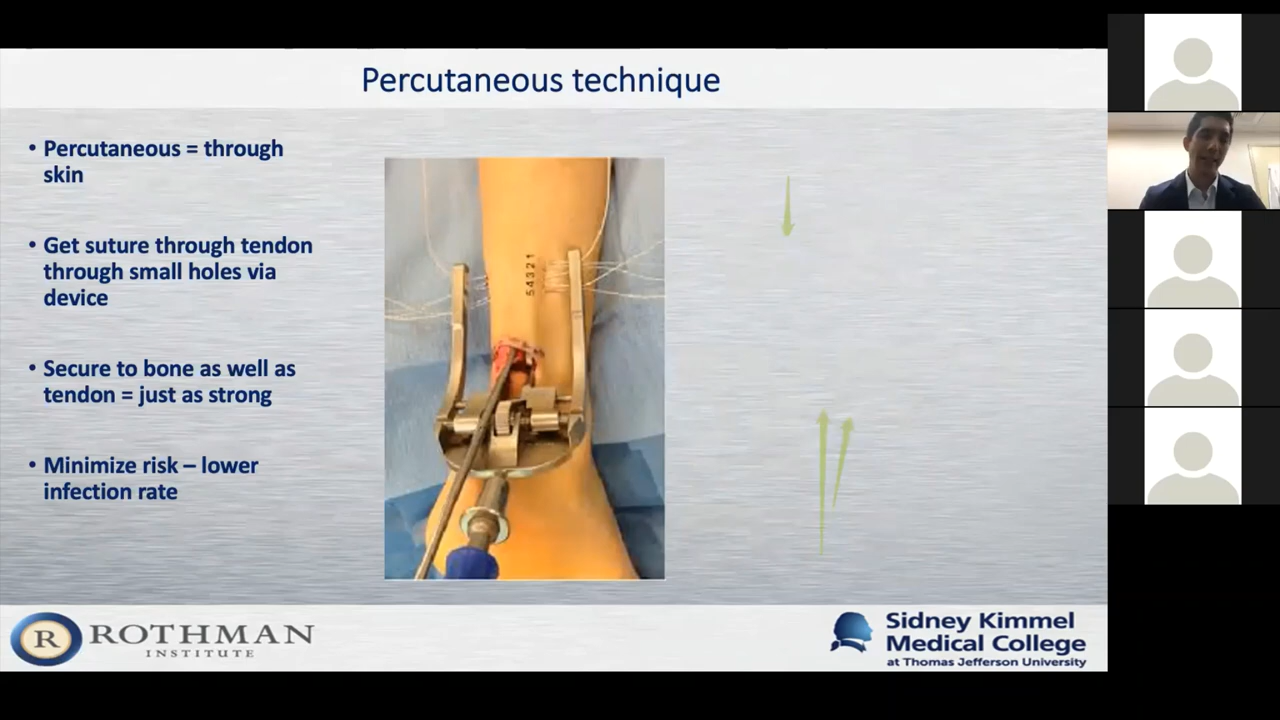 Percutaneous technique
• Percutaneous = through
skin
• Get suture through tendon
through small holes via
device
• Secure to bone as well as
tendon = just as strong
• Minimize risk – lower
infection rate
54321
R ROTHMAN
INSTITUTE
Sidney Kimmel
Medical College
at Thomas Jefferson University